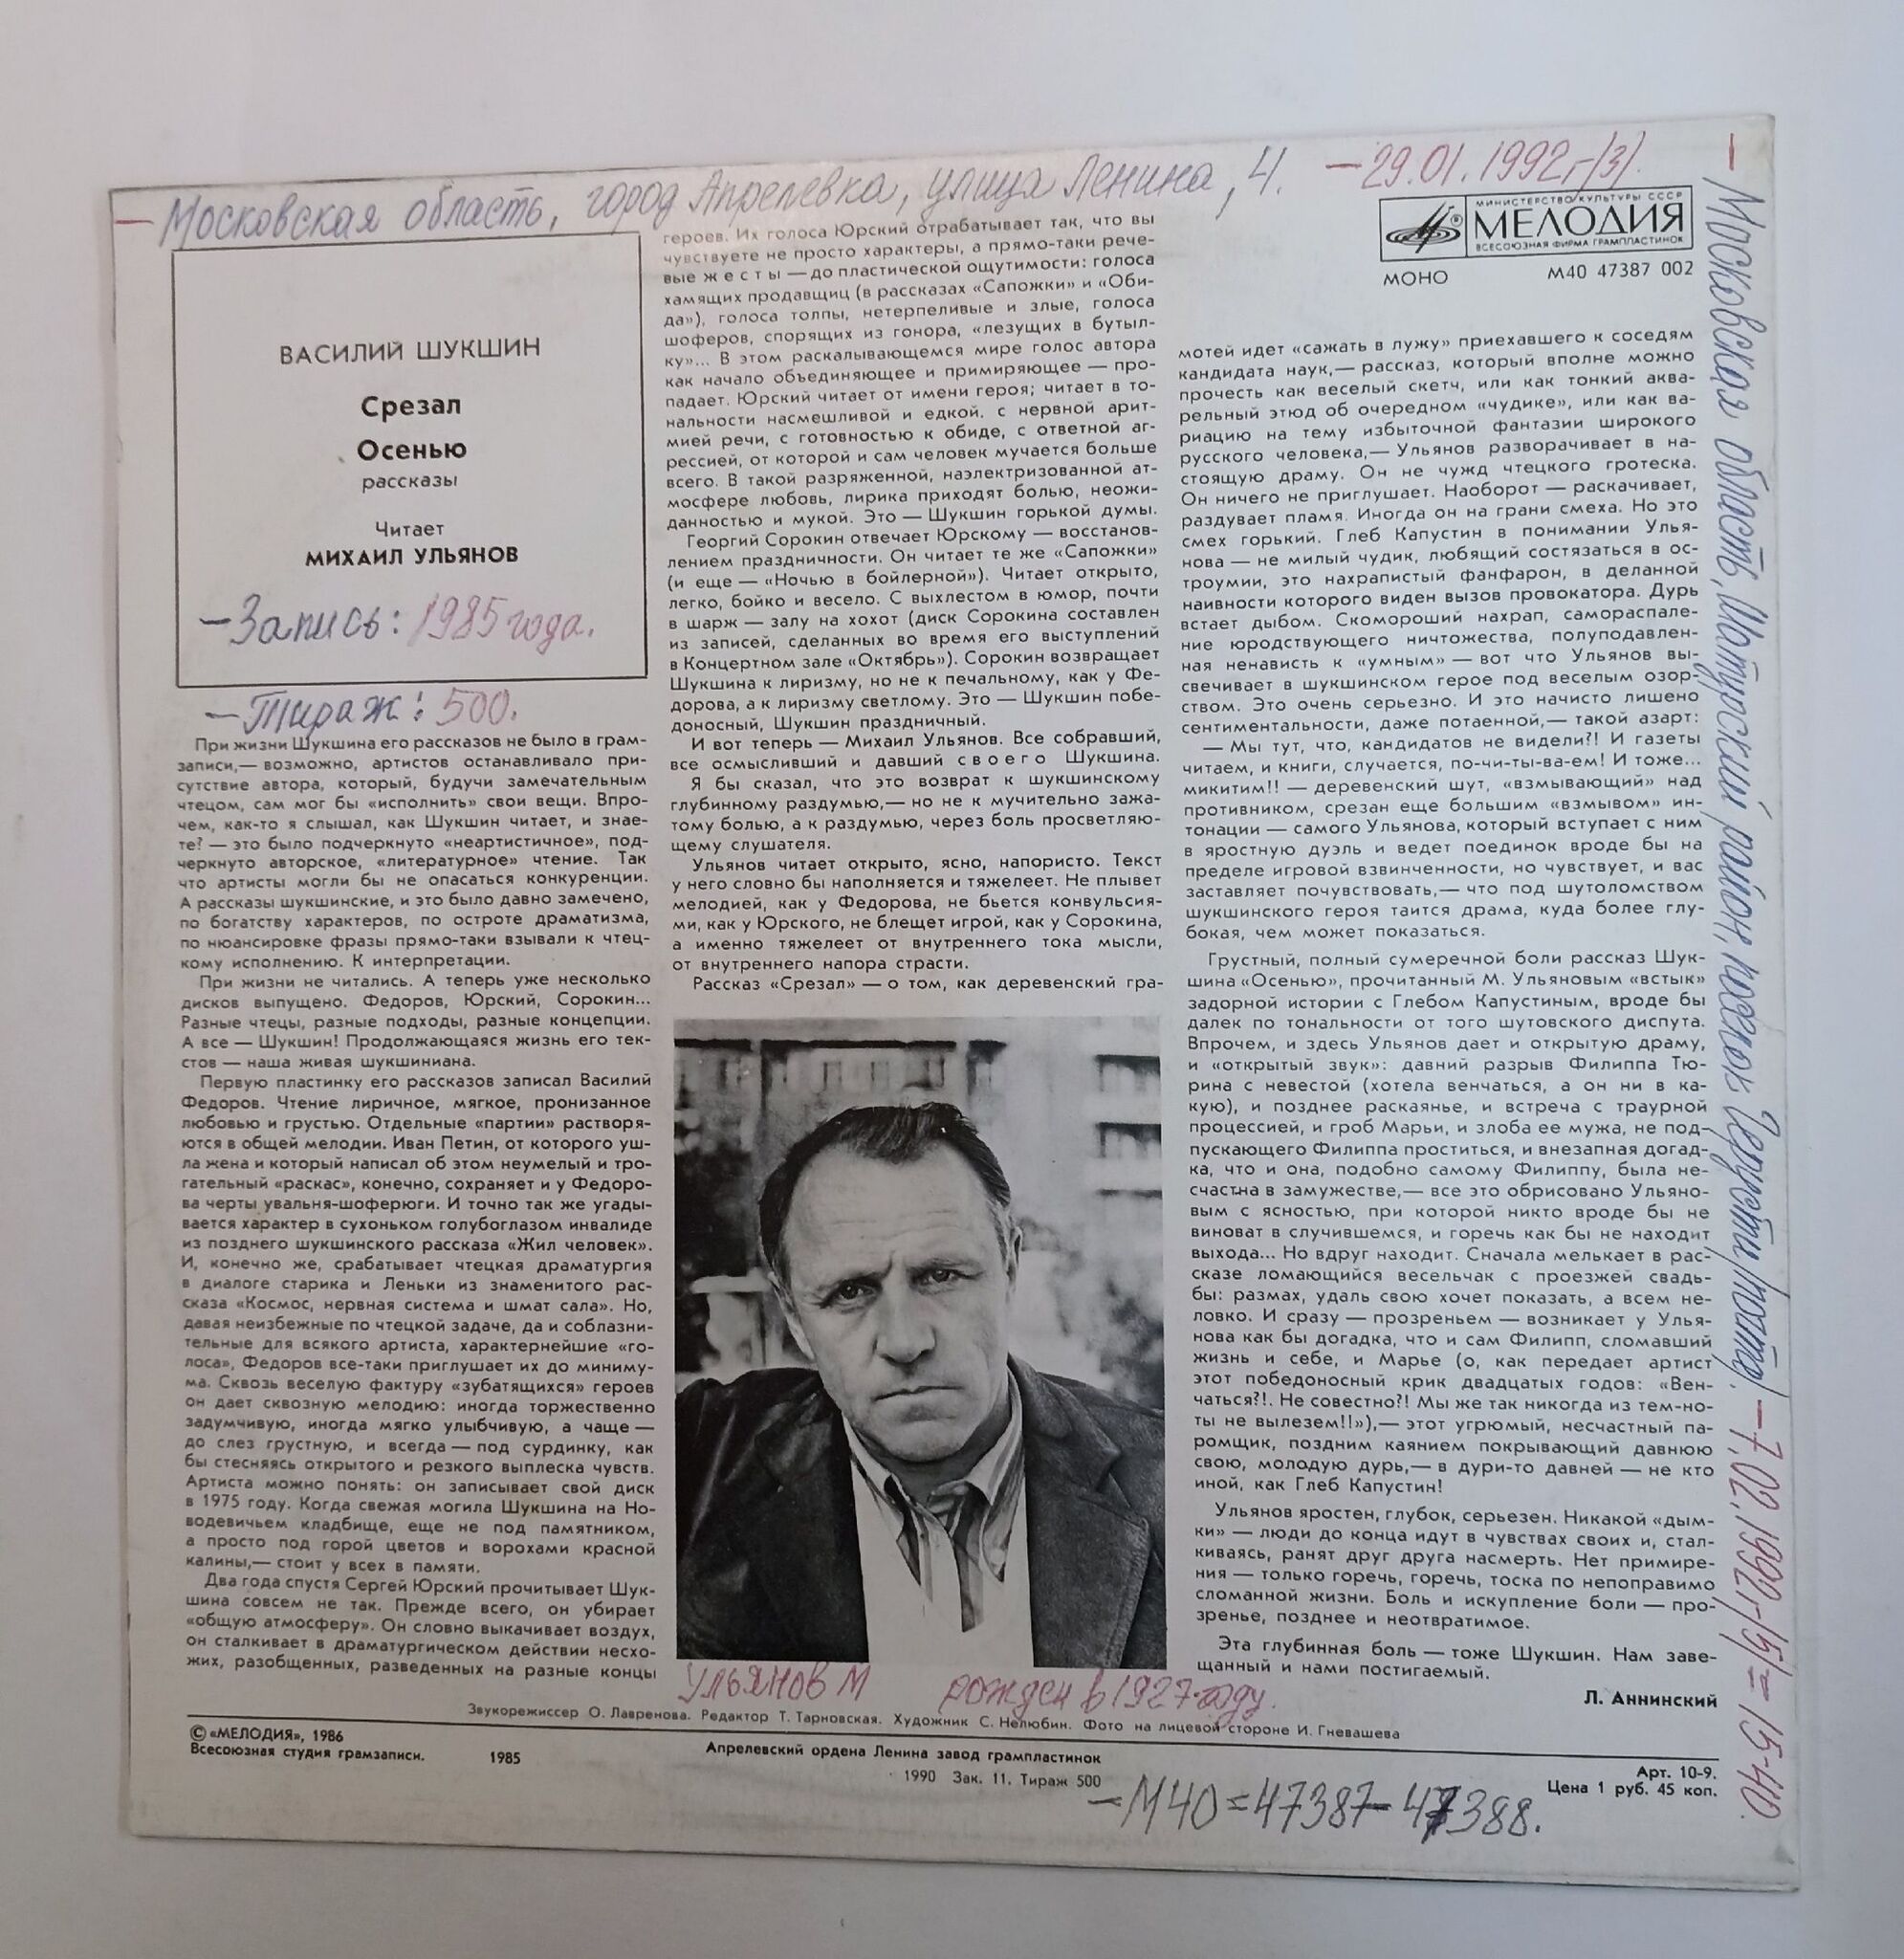 — Московская область, город Апрелевка, улица Ленина, 4. — 29.01.1992г/3/.
ВАСИЛИЙ ШУКШИН
Срезал
Осенью
рассказы
Читает
МИХАИЛ УЛЬЯНОВ
— Запись: 1985 года.
— Тираж: 500.
При жизни Шукшина его рассказов не было в грам-
записи,— возможно, артистов останавливало при-
сутствие автора, который, будучи замечательным
чтецом, сам мог бы «исполнить» свои вещи. Впро-
чем, как-то я слышал, как Шукшин читает, и знае-
те? — это было подчеркнуто «неартистичное», под-
черкнуто авторское, «литературное» чтение. Так
что артисты могли бы не опасаться конкуренции.
А рассказы шукшинские, и это было давно замечено,
по богатству характеров, по остроте драматизма,
по нюансировке фразы прямо-таки взывали к чтец-
кому исполнению. К интерпретации.
При жизни не читались. А теперь уже несколько
дисков выпущено. Федоров, Юрский, Сорокин...
Разные чтецы, разные подходы, разные концепции.
А все — Шукшин! Продолжающаяся жизнь его тек-
стов — наша живая шукшиниана.
Первую пластинку его рассказов записал Василий
Федоров. Чтение лиричное, мягкое, пронизанное
любовью и грустью. Отдельные «партии» растворя-
ются в общей мелодии. Иван Петин, от которого уш-
ла жена и который написал об этом неумелый и тро-
гательный «раскас», конечно, сохраняет и у Федоро-
ва черты увальня-шоферюги. И точно так же угады-
вается характер в сухоньком голубоглазом инвалиде
из позднего шукшинского рассказа «Жил человек».
И, конечно же, срабатывает чтецкая драматургия
в диалоге старика и Леньки из знаменитого рас-
сказа «Космос, нервная система и шмат сала». Но,
давая неизбежные по чтецкой задаче, да и соблазни-
тельные для всякого артиста, характернейшие «го-
лоса», Федоров все-таки приглушает их до миниму-
ма. Сквозь веселую фактуру «зубатящихся» героев
он дает сквозную мелодию: иногда торжественно
задумчивую, иногда мягко улыбчивую, а чаще —
до слез грустную, и всегда — под сурдинку, как
бы стесняясь открытого и резкого выплеска чувств.
Артиста можно понять: он записывает свой диск
в 1975 году. Когда свежая могила Шукшина на Но-
водевичьем кладбище, еще не под памятником,
а просто под горой цветов и ворохами красной
калины,— стоит у всех в памяти.
Два года спустя Сергей Юрский прочитывает Шук-
шина совсем не так. Прежде всего, он убирает
«общую атмосферу». Он словно выкачивает воздух,
он сталкивает в драматургическом действии несхо-
жих, разобщенных, разведенных на разные концы
героев. Их голоса Юрский отрабатывает так, что вы
чувствуете не просто характеры, а прямо-таки рече-
вые жесты — до пластической ощутимости: голоса
хамящих продавщиц (в рассказах «Сапожки» и «Оби-
да»), голоса толпы, нетерпеливые и злые, голоса
шоферов, спорящих из гонора, «лезущих в бутыл-
ку»... В этом раскалывающемся мире голос автора
как начало объединяющее и примиряющее — про-
падает. Юрский читает от имени героя; читает в то-
нальности насмешливой и едкой. с нервной арит-
мией речи, с готовностью к обиде, с ответной аг-
рессией, от которой и сам человек мучается больше
всего. В такой разряженной, наэлектризованной ат-
мосфере любовь, лирика приходят болью, неожи-
данностью и мукой. Это — Шукшин горькой думы.
Георгий Сорокин отвечает Юрскому — восстанов-
лением праздничности. Он читает те же «Сапожки»
(и еще — «Ночью в бойлерной»). Читает открыто,
легко, бойко и весело. С выхлестом в юмор, почти
в шарж — залу на хохот (диск Сорокина составлен
из записей, сделанных во время его выступлений
в Концертном зале «Октябрь»). Сорокин возвращает
Шукшина к лиризму, но не к печальному, как у Фе-
дорова, а к лиризму светлому. Это — Шукшин побе-
доносный, Шукшин праздничный.
И вот теперь — Михаил Ульянов. Все собравший,
все осмысливший и давший своего Шукшина.
Я бы сказал, что это возврат к шукшинскому
глубинному раздумью,— но не к мучительно зажа-
тому болью, а к раздумью, через боль просветляю-
щему слушателя.
Ульянов читает открыто, ясно, напористо. Текст
у него словно бы наполняется и тяжелеет. Не плывет
мелодией, как у Федорова, не бьется конвульсия-
ми, как у Юрского, не блещет игрой, как у Сорокина,
а именно тяжелеет от внутреннего тока мысли,
от внутреннего напора страсти.
Рассказ «Срезал» — о том, как деревенский гра-
УЛЬЯНОВ М рожден в 1927 году.
МИНИСТЕРСТВО КУЛЬТУРЫ СССР
МЕЛОДИЯ
ВСЕСОЮЗНАЯ ФИРМА ГРАМПЛАСТИНОК
МОНО М40 47387 002
мотей идет «сажать в лужу» приехавшего к соседям
кандидата наук,— рассказ, который вполне можно
прочесть как веселый скетч, или как тонкий аква-
рельный этюд об очередном «чудике», или как ва-
риацию на тему избыточной фантазии широкого
русского человека,— Ульянов разворачивает в на-
стоящую драму. Он не чужд чтецкого гротеска.
Он ничего не приглушает. Наоборот — раскачивает,
раздувает пламя. Иногда он на грани смеха. Но это
смех горький. Глеб Капустин в понимании Улья-
нова — не милый чудик, любящий состязаться в ос-
троумии, это нахрапистый фанфарон, в деланной
наивности которого виден вызов провокатора. Дурь
встает дыбом. Скомороший нахрап, самораспале-
ние юродствующего ничтожества, полуподавлен-
ная ненависть к «умным» — вот что Ульянов вы-
свечивает в шукшинском герое под веселым озор-
ством. Это очень серьезно. И это начисто лишено
сентиментальности, даже потаенной,— такой азарт:
— Мы тут, что, кандидатов не видели?! И газеты
читаем, и книги, случается, по-чи-ты-ва-ем! И тоже...
микитим!! — деревенский шут, «взмывающий» над
противником, срезан еще большим «взмывом» ин-
тонации — самого Ульянова, который вступает с ним
в яростную дуэль и ведет поединок вроде бы на
пределе игровой взвинченности, но чувствует, и вас
заставляет почувствовать,— что под шутоломством
шукшинского героя таится драма, куда более глу-
бокая, чем может показаться.
Грустный, полный сумеречной боли рассказ Шук-
шина «Осенью», прочитанный М. Ульяновым «встык»
задорной истории с Глебом Капустиным, вроде бы
далек по тональности от того шутовского диспута.
Впрочем, и здесь Ульянов дает и открытую драму,
и «открытый звук»: давний разрыв Филиппа Тю-
рина с невестой (хотела венчаться, а он ни в ка-
кую), и позднее раскаянье, и встреча с траурной
процессией, и гроб Марьи, и злоба ее мужа, не под-
пускающего Филиппа проститься, и внезапная догад-
ка, что и она, подобно самому Филиппу, была не-
счастна в замужестве,— все это обрисовано Ульяно-
вым с ясностью, при которой никто вроде бы не
виноват в случившемся, и горечь как бы не находит
выхода... Но вдруг находит. Сначала мелькает в рас-
сказе ломающийся весельчак с проезжей свадь-
бы: размах, удаль свою хочет показать, а всем не-
ловко. И сразу — прозреньем — возникает у Улья-
нова как бы догадка, что и сам Филипп, сломавший
жизнь и себе, и Марье (о, как передает артист
этот победоносный крик двадцатых годов: «Вен-
чаться?!. Не совестно?! Мы же так никогда из тем-но-
ты не вылезем!!»),— этот угрюмый, несчастный па-
ромщик, поздним каянием покрывающий давнюю
свою, молодую дурь,— в дури-то давней — не кто
иной, как Глеб Капустин!
Ульянов яростен, глубок, серьезен. Никакой «дым-
ки» — люди до конца идут в чувствах своих и, стал-
киваясь, ранят друг друга насмерть. Нет примире-
ния — только горечь, горечь, тоска по непоправимо
сломанной жизни. Боль и искупление боли — про-
зренье, позднее и неотвратимое.
Эта глубинная боль — тоже Шукшин. Нам заве-
щанный и нами постигаемый.
Л. Аннинский
— Московская область, Шатурский район, посёлок Черусти /почта/. — 7.02.1992г/5/ = 15-40.
Звукорежиссер О. Лавренова. Редактор Т. Тарновская. Художник С. Нелюбин. Фото на лицевой стороне И. Гневашева
© «МЕЛОДИЯ», 1986
Всесоюзная студия грамзаписи. 1985
Апрелевский ордена Ленина завод грампластинок
1990 Зак. 11. Тираж 500
Арт. 10-9.
Цена 1 руб. 45 коп.
— М40 = 47387 — 47388.